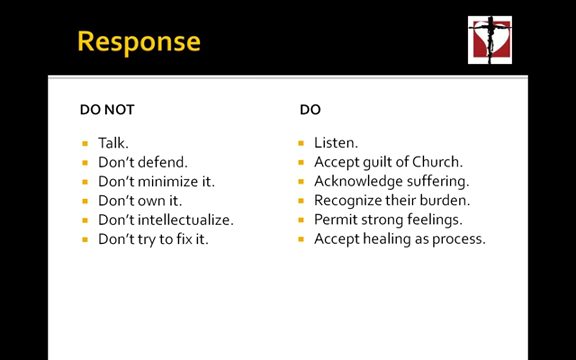 Response
DO NOT
Talk.
Don't defend.
Don't minimize it.
Don't own it.
Don't intellectualize.
Don't try to fix it.
DO
Listen.
Accept guilt of Church.
Acknowledge suffering.
Recognize their burden.
Permit strong feelings.
Accept healing as process.